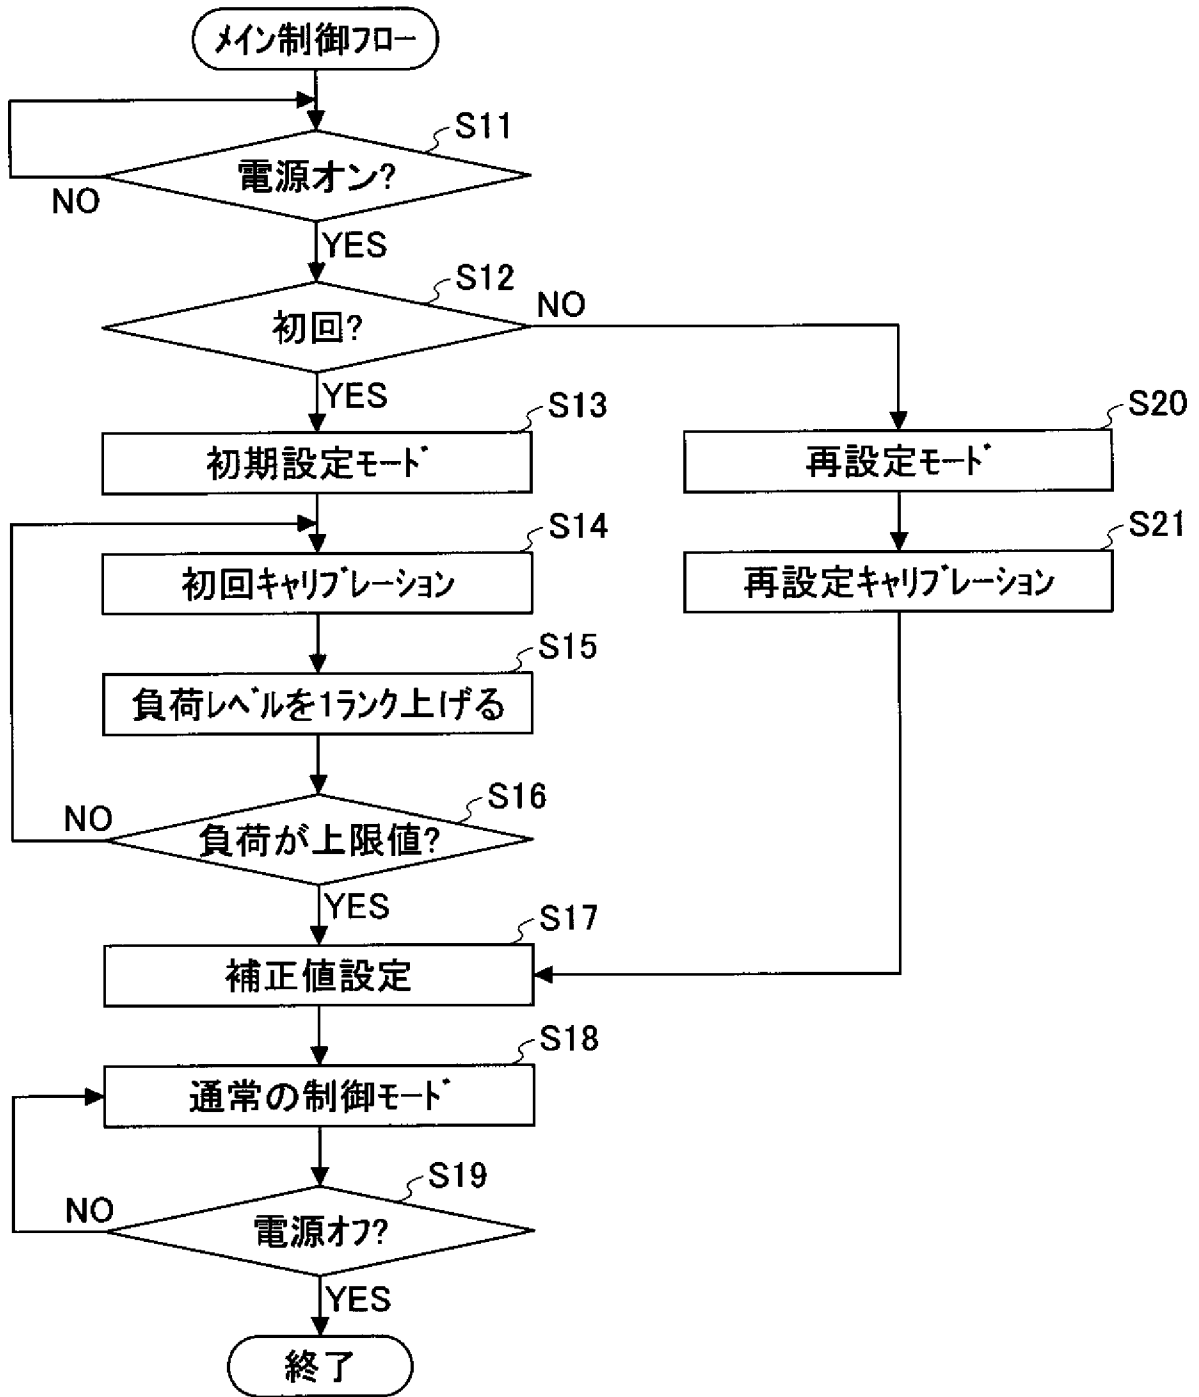 メイン制御フロー
S11
電源オン?
NO
YES
S12
初回?
NO
YES
S13
初期設定モード
S20
再設定モード
S14
初回キャリブレーション
S21
再設定キャリブレーション
S15
負荷レベルを1ランク上げる
S16
負荷が上限値?
NO
YES
S17
補正値設定
S18
通常の制御モード
S19
電源オフ?
NO
YES
終了